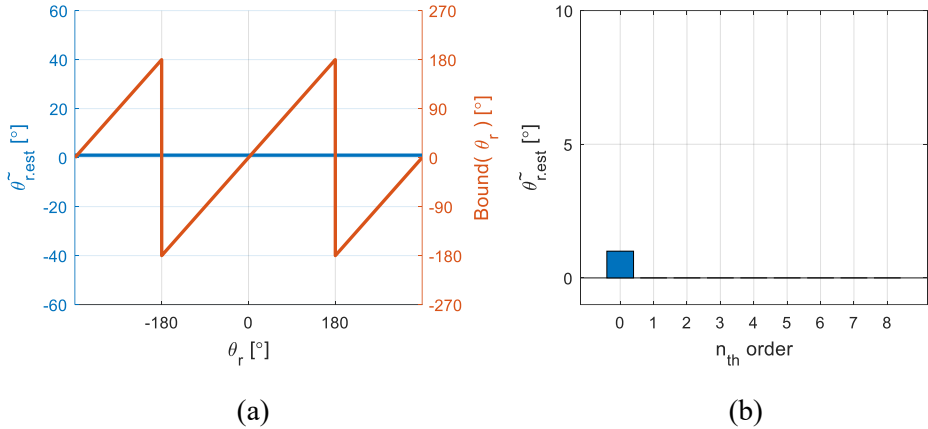 60
40
20
0
-20
-40
-60
θ̃r.est [°]
270
180
90
0
-90
-180
-270
Bound( θr ) [°]
-180 0 180
θr [°]
(a)
10
5
0
θ̃r.est [°]
0 1 2 3 4 5 6 7 8
nth order
(b)